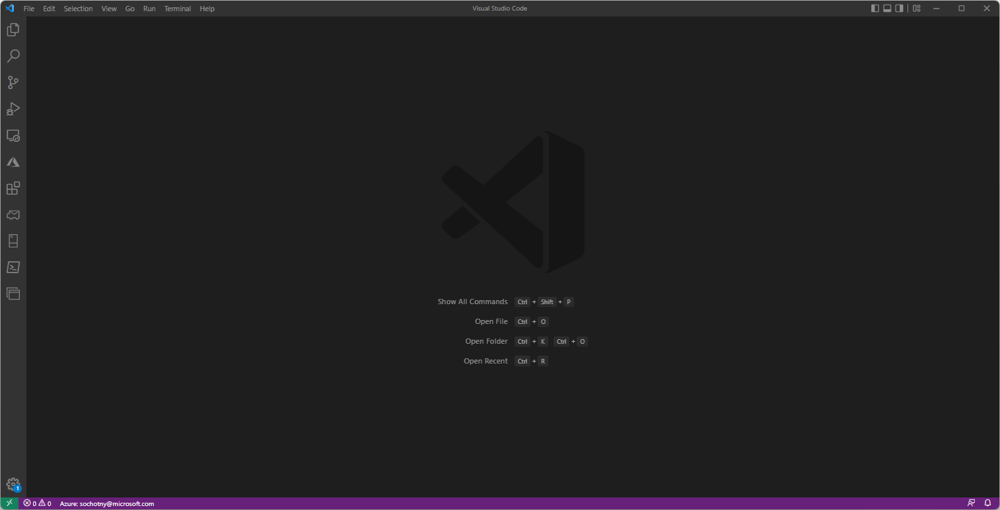 File Edit Selection View Go Run Terminal Help Visual Studio Code
Show All Commands Ctrl + Shift + P
Open File Ctrl + O
Open Folder Ctrl + K Ctrl + O
Open Recent Ctrl + R
1
0 0 Azure: sochotny@microsoft.com